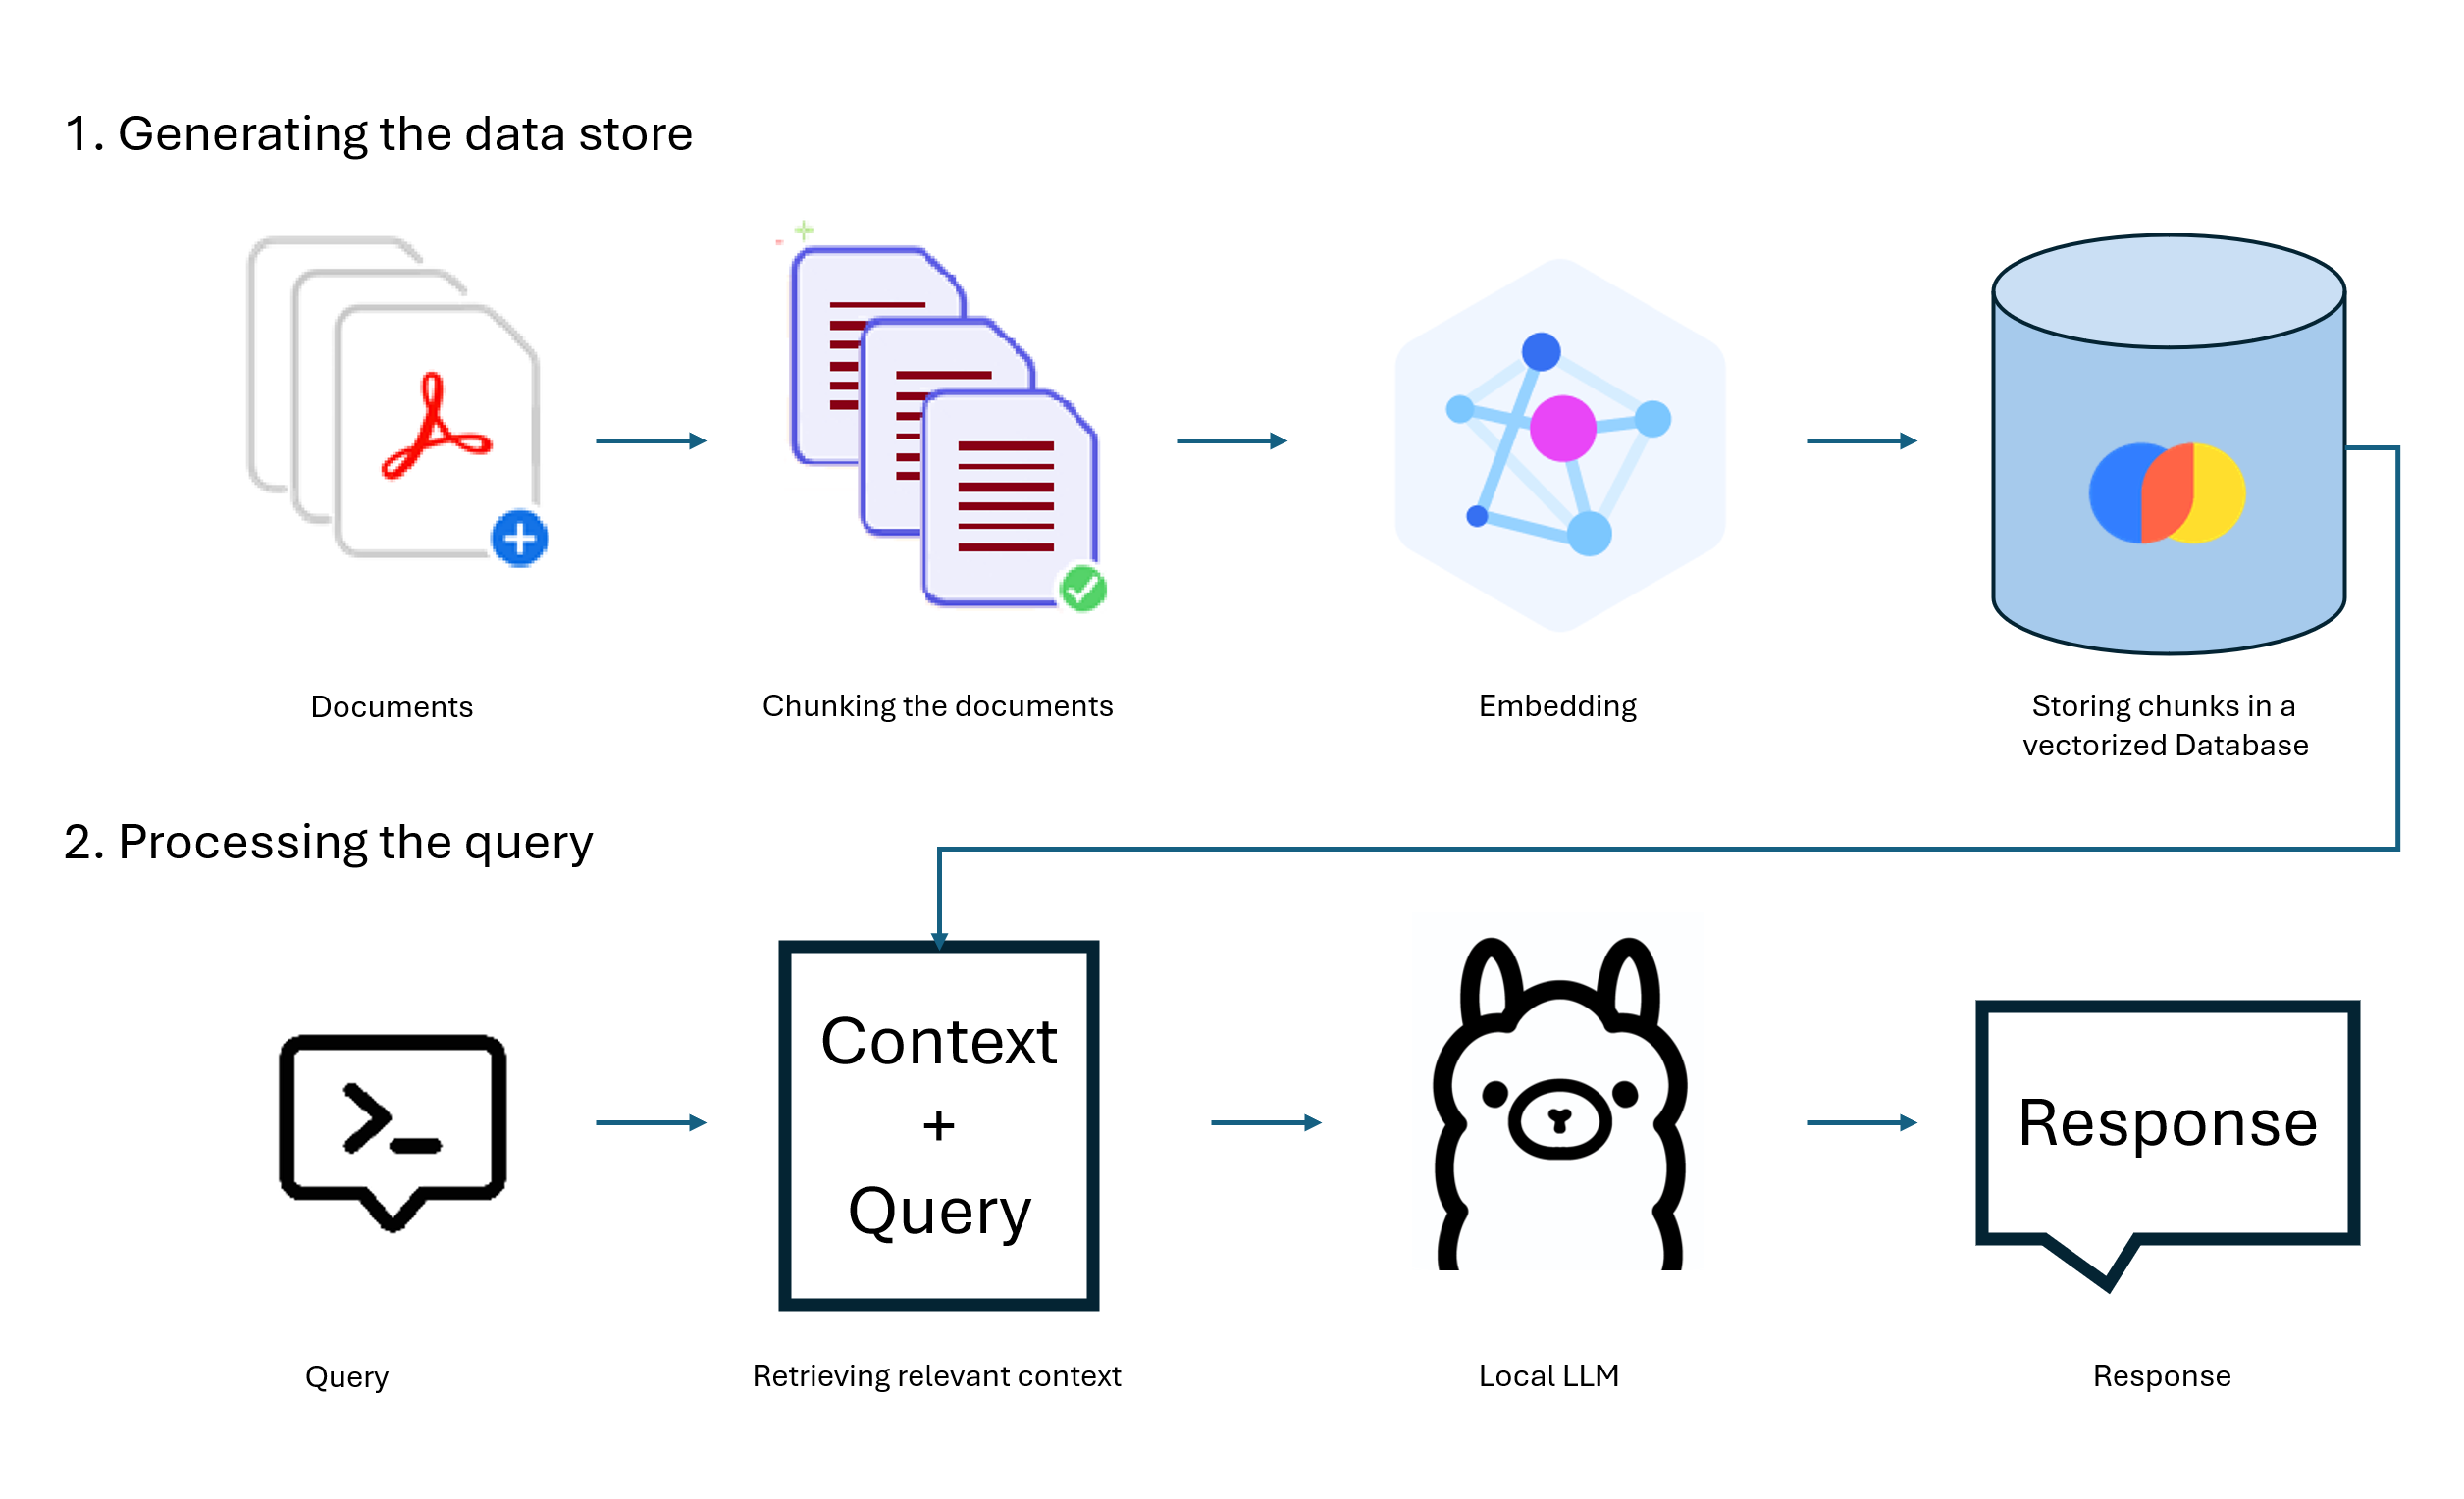 1. Generating the data store
Documents
Chunking the documents
Embedding
Storing chunks in a
vectorized Database
2. Processing the query
Context
+
Query
Response
Query
Retrieving relevant context
Local LLM
Response